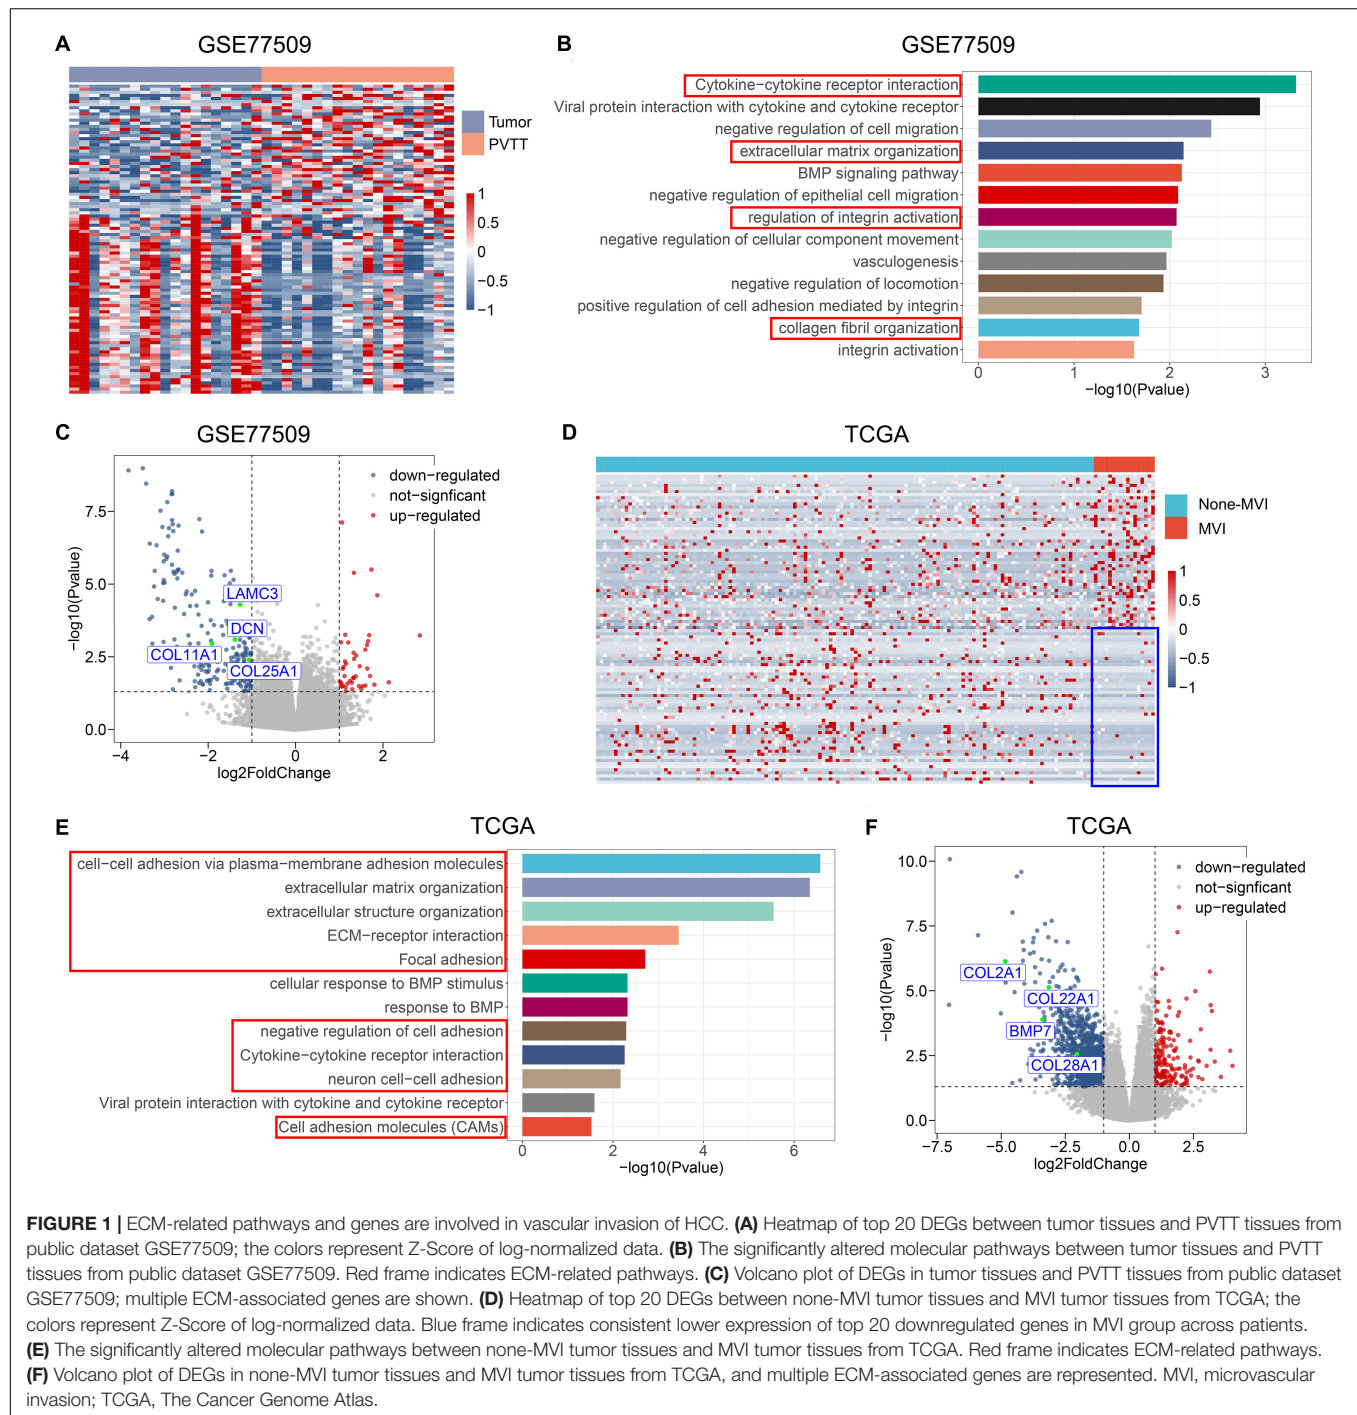 A
GSE77509
Tumor
PVTT
1
0.5
0
−0.5
−1
B
GSE77509
Cytokine−cytokine receptor interaction
Viral protein interaction with cytokine and cytokine receptor
negative regulation of cell migration
extracellular matrix organization
BMP signaling pathway
negative regulation of epithelial cell migration
regulation of integrin activation
negative regulation of cellular component movement
vasculogenesis
negative regulation of locomotion
positive regulation of cell adhesion mediated by integrin
collagen fibril organization
integrin activation
0 1 2 3
−log10(Pvalue)
C
GSE77509
down−regulated
not−signficant
up−regulated
7.5
5.0
2.5
0.0
−log10(Pvalue)
LAMC3
DCN
COL11A1
COL25A1
−4 −2 0 2
log2FoldChange
D
TCGA
None−MVI
MVI
1
0.5
0
−0.5
−1
E
TCGA
cell−cell adhesion via plasma−membrane adhesion molecules
extracellular matrix organization
extracellular structure organization
ECM−receptor interaction
Focal adhesion
cellular response to BMP stimulus
response to BMP
negative regulation of cell adhesion
Cytokine−cytokine receptor interaction
neuron cell−cell adhesion
Viral protein interaction with cytokine and cytokine receptor
Cell adhesion molecules (CAMs)
0 2 4 6
−log10(Pvalue)
F
TCGA
down−regulated
not−signficant
up−regulated
10.0
7.5
5.0
2.5
0.0
−log10(Pvalue)
COL2A1
COL22A1
BMP7
COL28A1
−7.5 −5.0 −2.5 0.0 2.5
log2FoldChange
FIGURE 1 | ECM-related pathways and genes are involved in vascular invasion of HCC. (A) Heatmap of top 20 DEGs between tumor tissues and PVTT tissues from
public dataset GSE77509; the colors represent Z-Score of log-normalized data. (B) The significantly altered molecular pathways between tumor tissues and PVTT
tissues from public dataset GSE77509. Red frame indicates ECM-related pathways. (C) Volcano plot of DEGs in tumor tissues and PVTT tissues from public dataset
GSE77509; multiple ECM-associated genes are shown. (D) Heatmap of top 20 DEGs between none-MVI tumor tissues and MVI tumor tissues from TCGA; the
colors represent Z-Score of log-normalized data. Blue frame indicates consistent lower expression of top 20 downregulated genes in MVI group across patients.
(E) The significantly altered molecular pathways between none-MVI tumor tissues and MVI tumor tissues from TCGA. Red frame indicates ECM-related pathways.
(F) Volcano plot of DEGs in none-MVI tumor tissues and MVI tumor tissues from TCGA, and multiple ECM-associated genes are represented. MVI, microvascular
invasion; TCGA, The Cancer Genome Atlas.